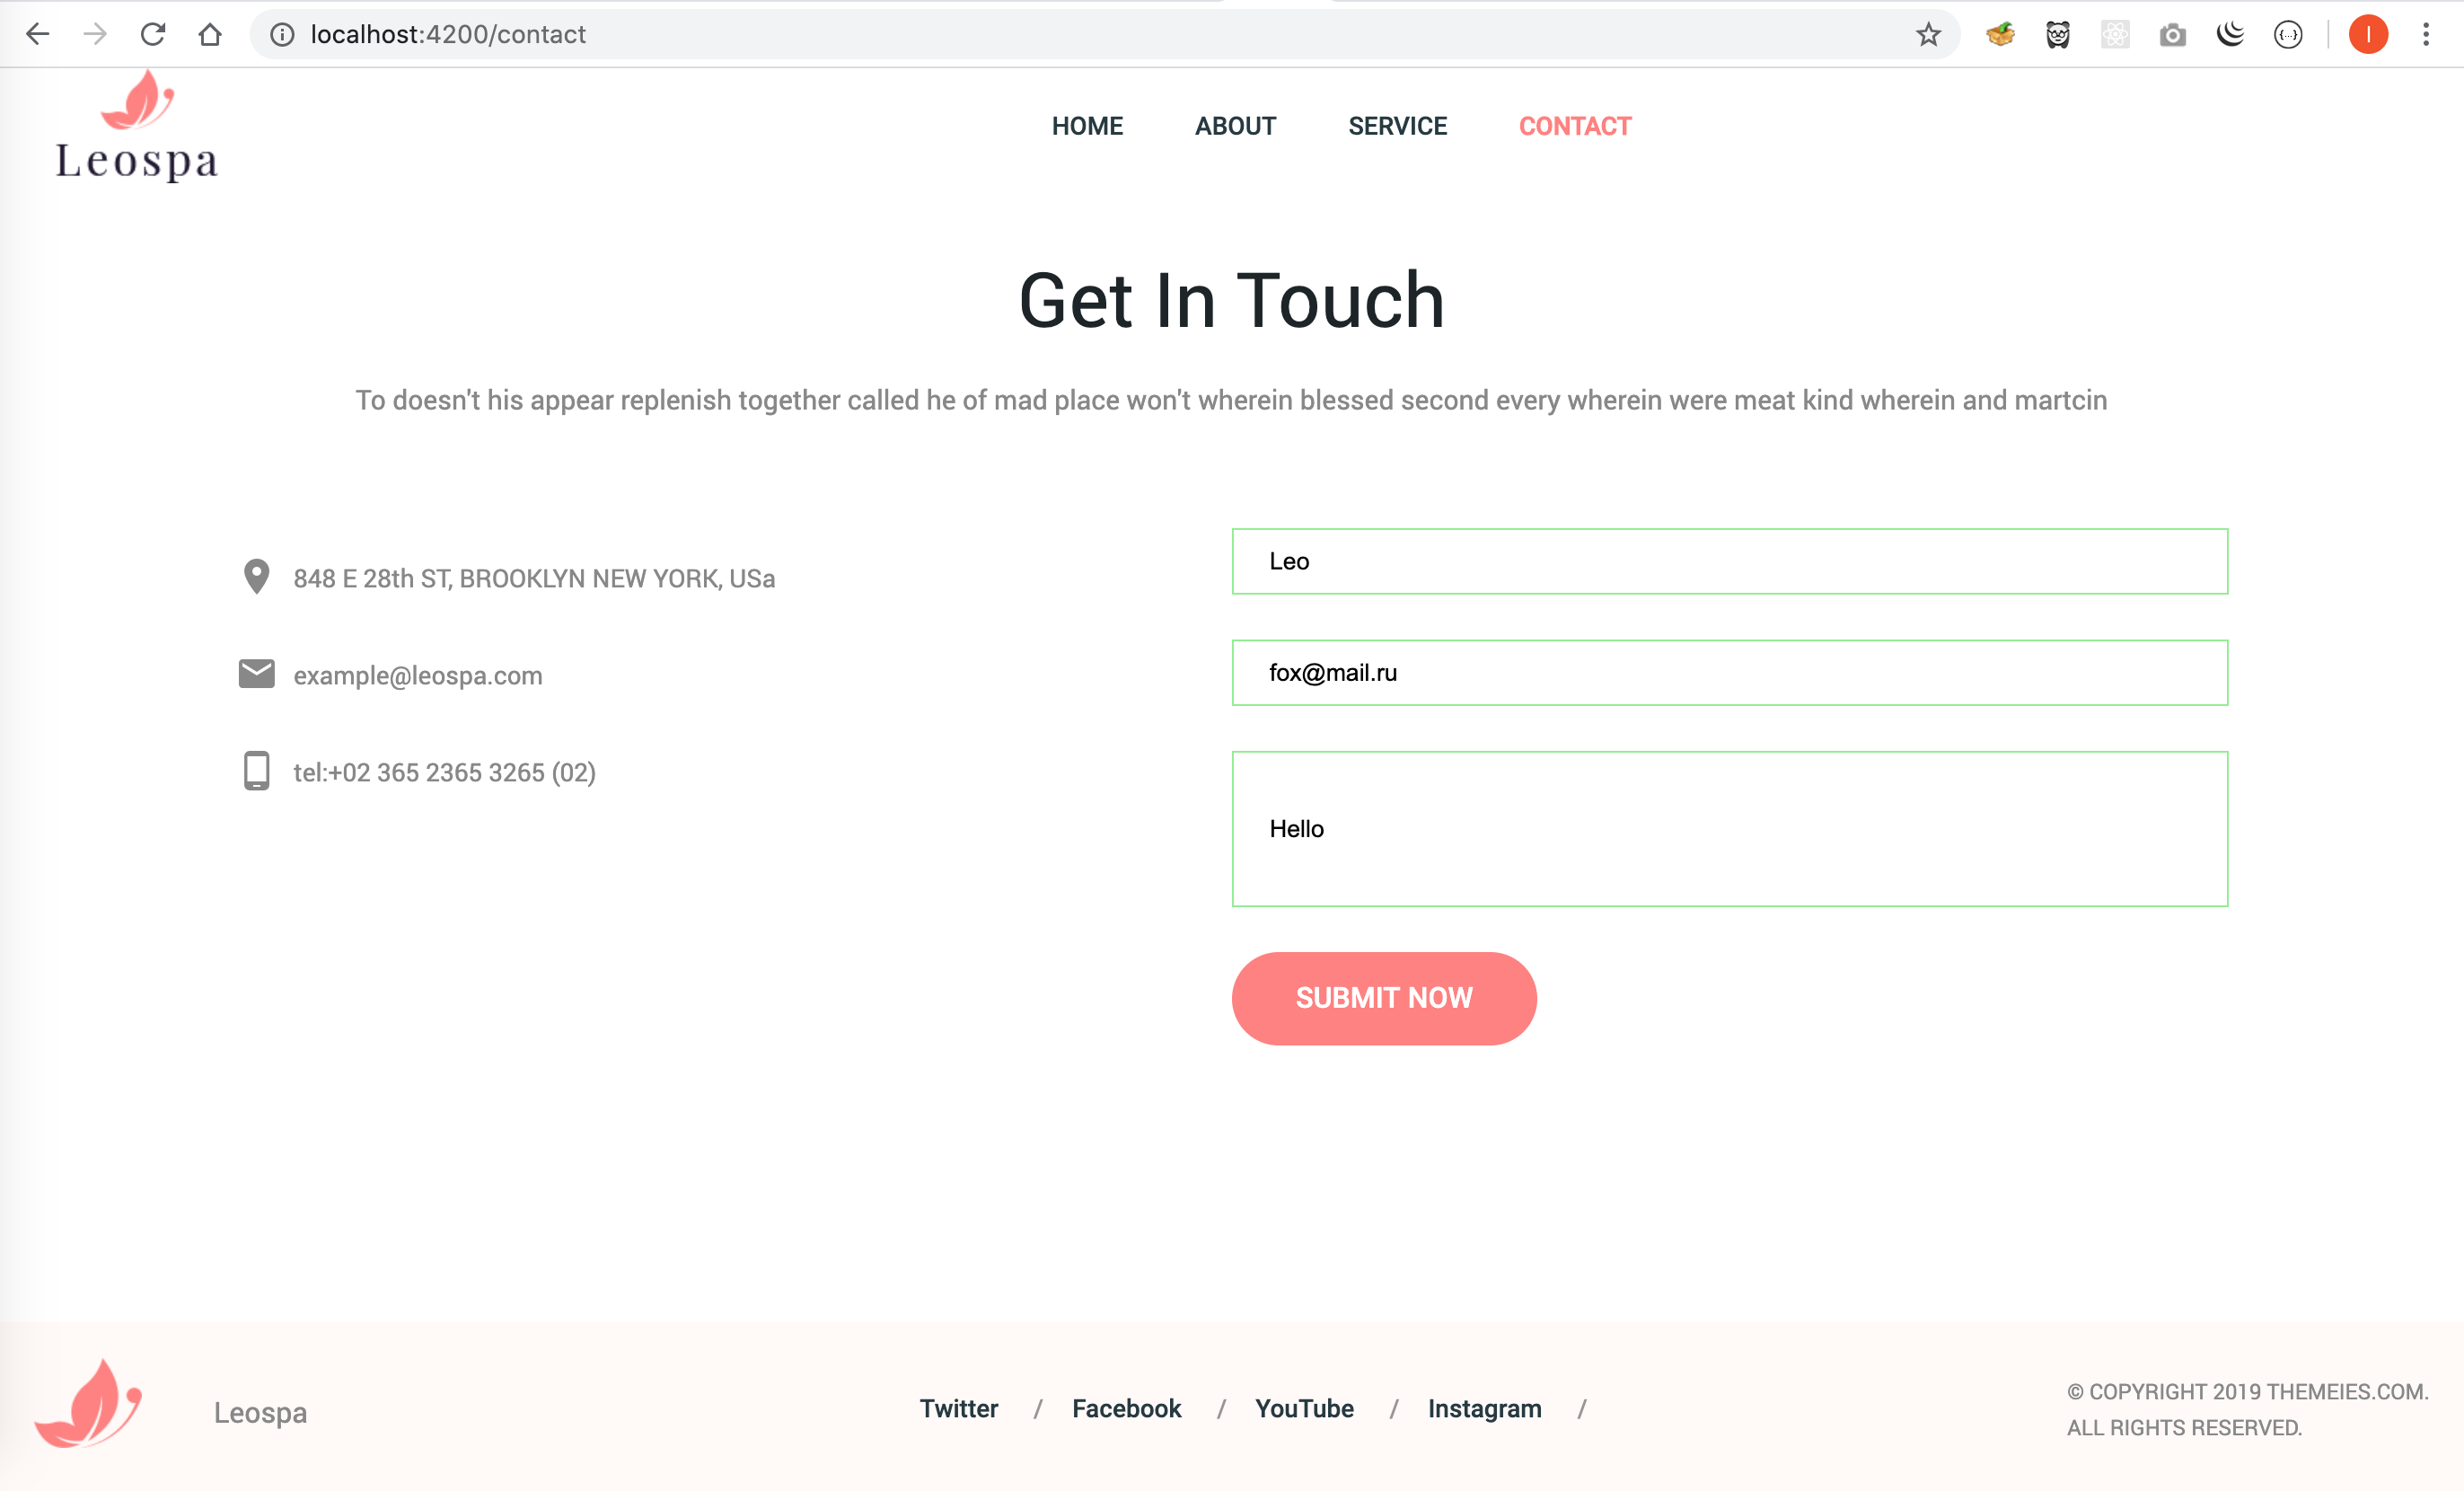 localhost:4200/contact
I
Leospa
HOME ABOUT SERVICE CONTACT
Get In Touch
To doesn't his appear replenish together called he of mad place won't wherein blessed second every wherein were meat kind wherein and martcin
848 E 28th ST, BROOKLYN NEW YORK, USa
example@leospa.com
tel:+02 365 2365 3265 (02)
Leo
fox@mail.ru
Hello
SUBMIT NOW
Leospa
Twitter / Facebook / YouTube / Instagram /
© COPYRIGHT 2019 THEMEIES.COM.
ALL RIGHTS RESERVED.